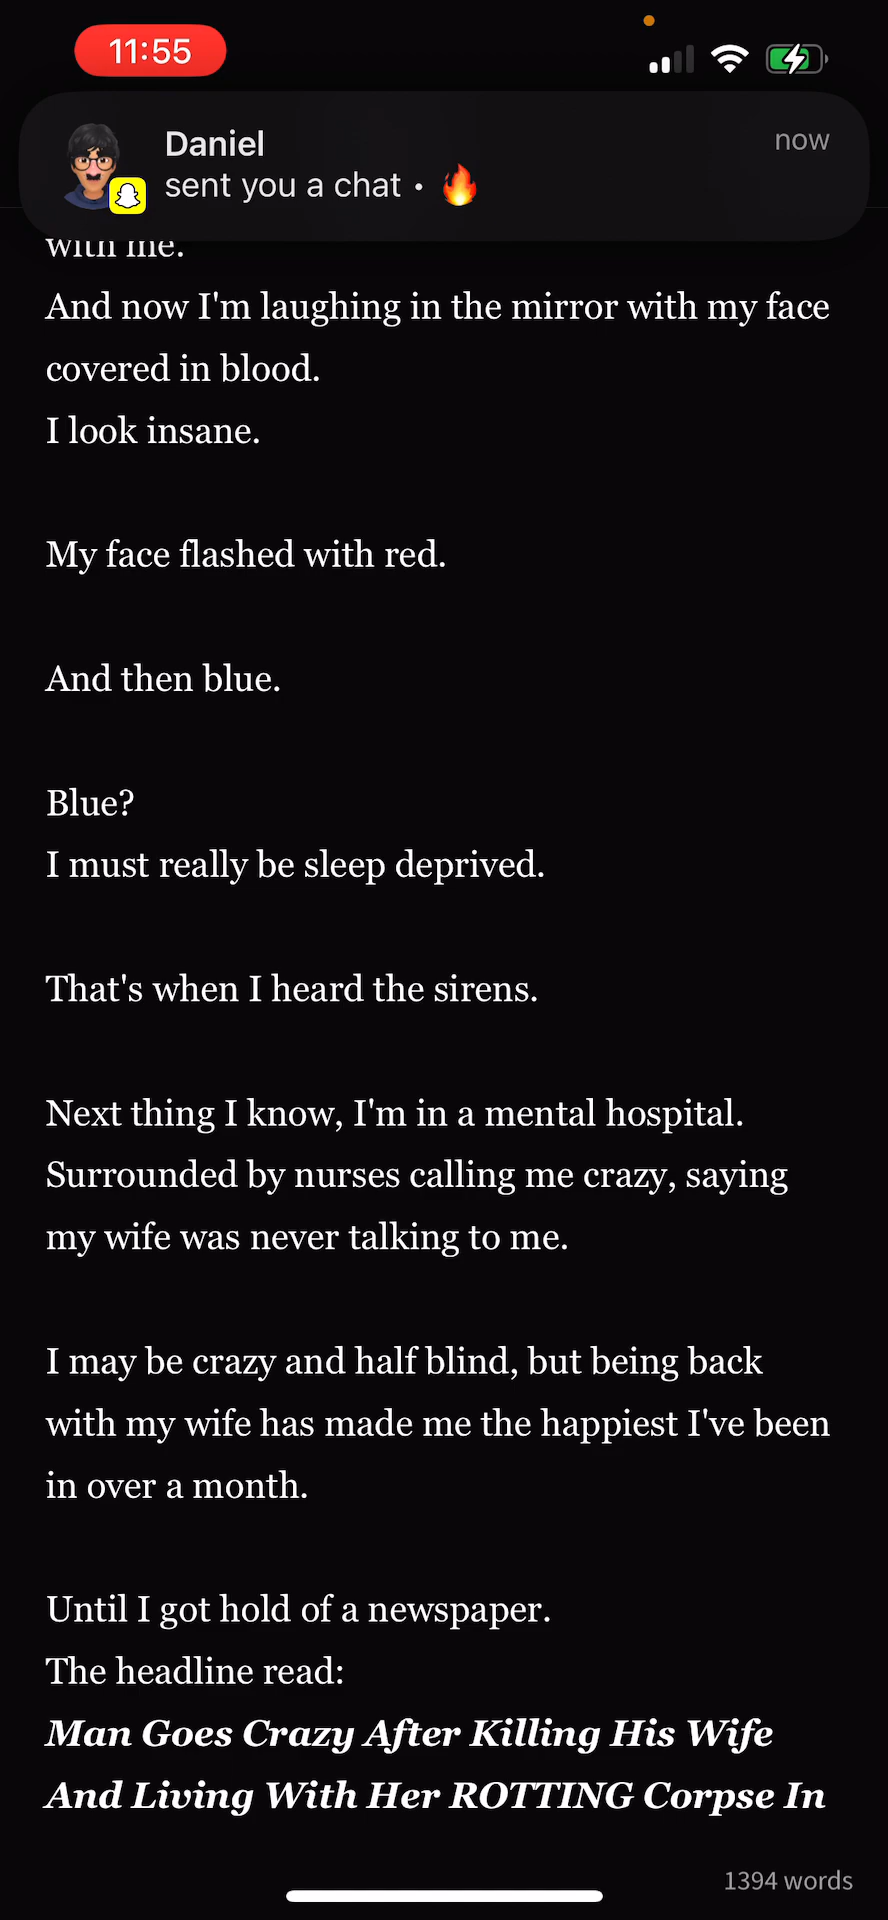 11:55
Daniel
now
sent you a chat • 🔥
with me.
And now I'm laughing in the mirror with my face
covered in blood.
I look insane.
My face flashed with red.
And then blue.
Blue?
I must really be sleep deprived.
That's when I heard the sirens.
Next thing I know, I'm in a mental hospital.
Surrounded by nurses calling me crazy, saying
my wife was never talking to me.
I may be crazy and half blind, but being back
with my wife has made me the happiest I've been
in over a month.
Until I got hold of a newspaper.
The headline read:
Man Goes Crazy After Killing His Wife
And Living With Her ROTTING Corpse In
1394 words